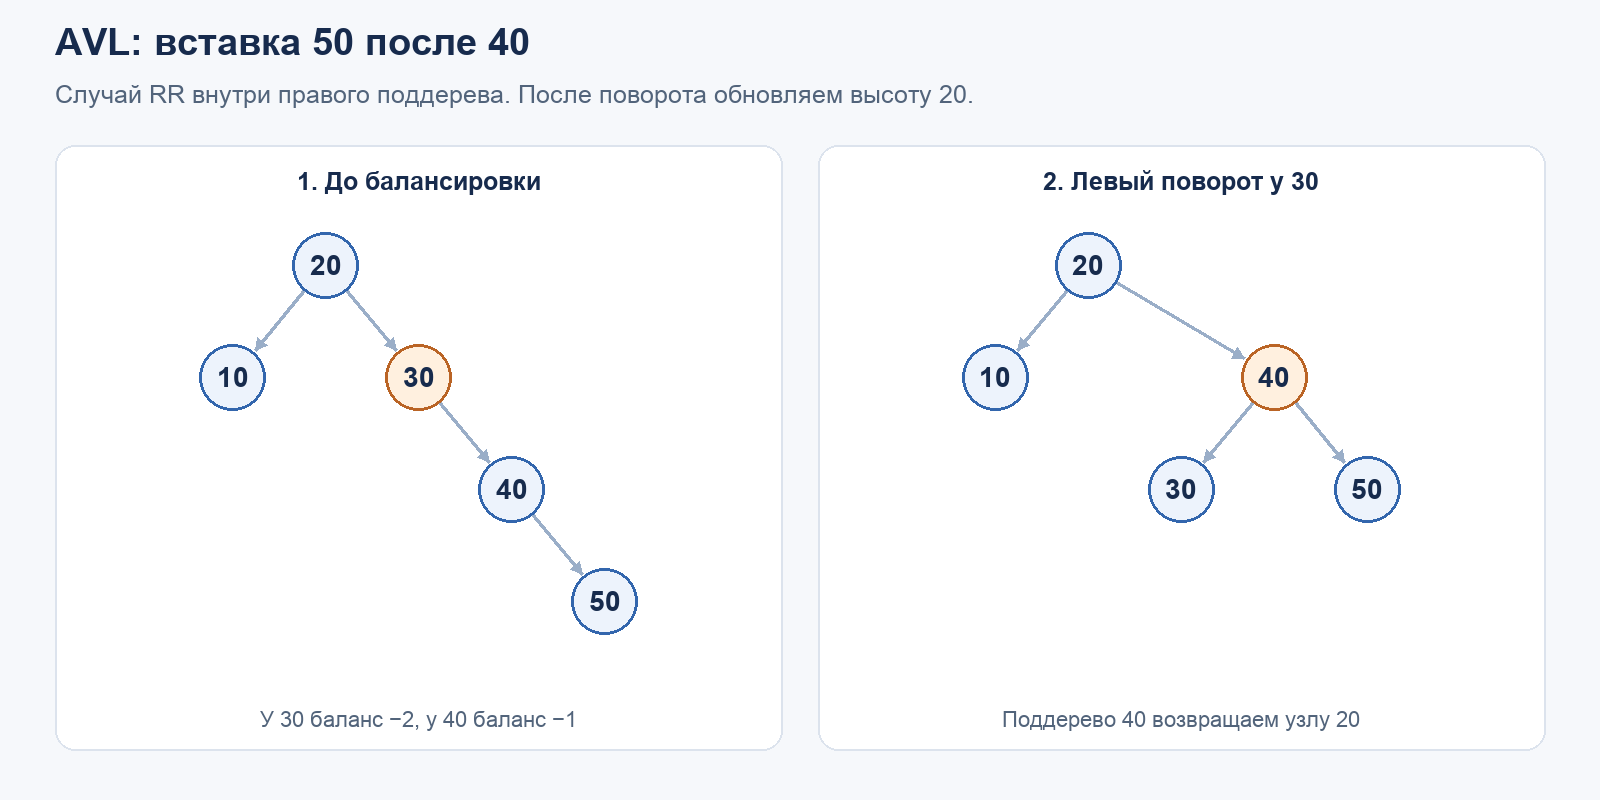 AVL: вставка 50 после 40
Случай RR внутри правого поддерева. После поворота обновляем высоту 20.
1. До балансировки
20
10
30
40
50
У 30 баланс −2, у 40 баланс −1
2. Левый поворот у 30
20
10
40
30
50
Поддерево 40 возвращаем узлу 20